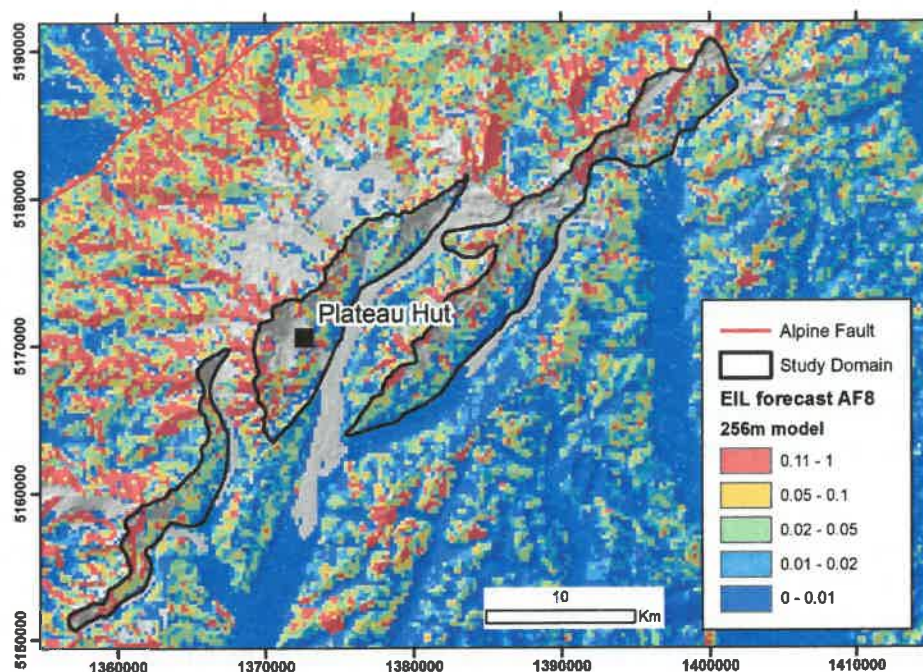 5190000
5180000
5170000
5160000
5150000
Plateau Hut
Alpine Fault
Study Domain
EIL forecast AF8
256m model
0.11 - 1
0.05 - 0.1
0.02 - 0.05
0.01 - 0.02
0 - 0.01
10
Km
1360000 1370000 1380000 1390000 1400000 1410000